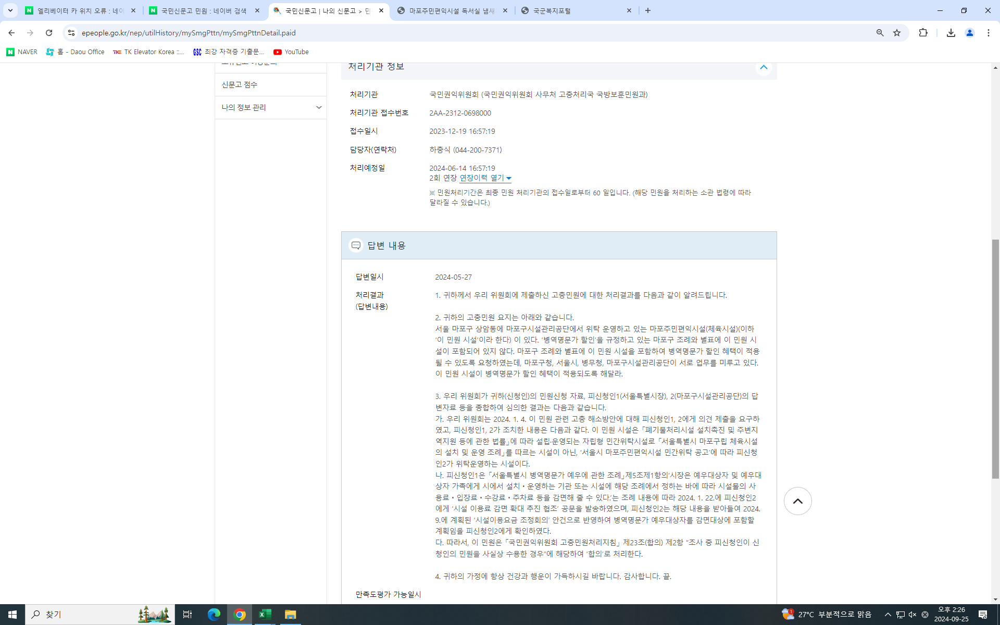 엘리베이터 카 위치 오류 : 네이
국민신문고 민원 : 네이버 검색
국민신문고 | 나의 신문고 > 민
마포주민편익시설 독서실 냄새
국군복지포털
epeople.go.kr/nep/utilHistory/mySmgPttn/mySmgPttnDetail.paid
NAVER
홈 - Daou Office
TK Elevator Korea ::...
최강 자격증 기출문...
YouTube
신문고 점수
나의 정보 관리
처리기관 정보
처리기관
국민권익위원회 (국민권익위원회 사무처 고충처리국 국방보훈민원과)
처리기관 접수번호
2AA-2312-0698000
접수일시
2023-12-19 16:57:19
담당자(연락처)
하충식 (044-200-7371)
처리예정일
2024-06-14 16:57:19
2회 연장 연장이력 열기
※ 민원처리기간은 최종 민원 처리기관의 접수일로부터 60 일입니다. (해당 민원을 처리하는 소관 법령에 따라
달라질 수 있습니다.)
답변 내용
답변일시
2024-05-27
처리결과
(답변내용)
1. 귀하께서 우리 위원회에 제출하신 고충민원에 대한 처리결과를 다음과 같이 알려드립니다.
2. 귀하의 고충민원 요지는 아래와 같습니다.
서울 마포구 상암동에 마포구시설관리공단에서 위탁 운영하고 있는 마포주민편익시설(체육시설)(이하
‘이 민원 시설’이라 한다) 이 있다. ‘병역명문가 할인’을 규정하고 있는 마포구 조례와 별표에 이 민원 시
설이 포함되어 있지 않다. 마포구 조례와 별표에 이 민원 시설을 포함하여 병역명문가 할인 혜택이 적용
될 수 있도록 요청하였는데, 마포구청, 서울시, 병무청, 마포구시설관리공단이 서로 업무를 미루고 있다.
이 민원 시설이 병역명문가 할인 혜택이 적용되도록 해달라.
3. 우리 위원회가 귀하(신청인)의 민원신청 자료, 피신청인1(서울특별시장), 2(마포구시설관리공단)의 답
변자료 등을 종합하여 심의한 결과는 다음과 같습니다.
가. 우리 위원회는 2024. 1. 4. 이 민원 관련 고충 해소방안에 대해 피신청인1, 2에게 의견 제출을 요구하
였고, 피신청인1, 2가 조치한 내용은 다음과 같다. 이 민원 시설은 「폐기물처리시설 설치촉진 및 주변지
역지원 등에 관한 법률」에 따라 설립·운영되는 자립형 민간위탁시설로 「서울특별시 마포구립 체육시설
의 설치 및 운영 조례」를 따르는 시설이 아닌, ‘서울시 마포주민편익시설 민간위탁 공고’에 따라 피신청
인2가 위탁운영하는 시설이다.
나. 피신청인1은 「서울특별시 병역명문가 예우에 관한 조례」제5조제1항의‘시장은 예우대상자 및 예우대
상자 가족에게 시에서 설치・운영하는 기관 또는 시설에 해당 조례에서 정하는 바에 따라 시설물의 사
용료・입장료・수강료・주차료 등을 감면해 줄 수 있다.’는 조례 내용에 따라 2024. 1. 22.에 피신청인2
에게 ‘시설 이용료 감면 확대 추진 협조’ 공문을 발송하였으며, 피신청인2는 해당 내용을 받아들여 2024.
9.에 계획된 ‘시설이용요금 조정회의’ 안건으로 반영하여 병역명문가 예우대상자를 감면대상에 포함할
계획임을 피신청인2에게 확인하였다.
다. 따라서, 이 민원은 「국민권익위원회 고충민원처리지침」 제23조(합의) 제2항 “조사 중 피신청인이 신
청인의 민원을 사실상 수용한 경우”에 해당하여 ‘합의’로 처리한다.
4. 귀하의 가정에 항상 건강과 행운이 가득하시길 바랍니다. 감사합니다. 끝.
만족도평가 가능일시
찾기
1
27°C 부분적으로 맑음
오후 2:26
2024-09-25